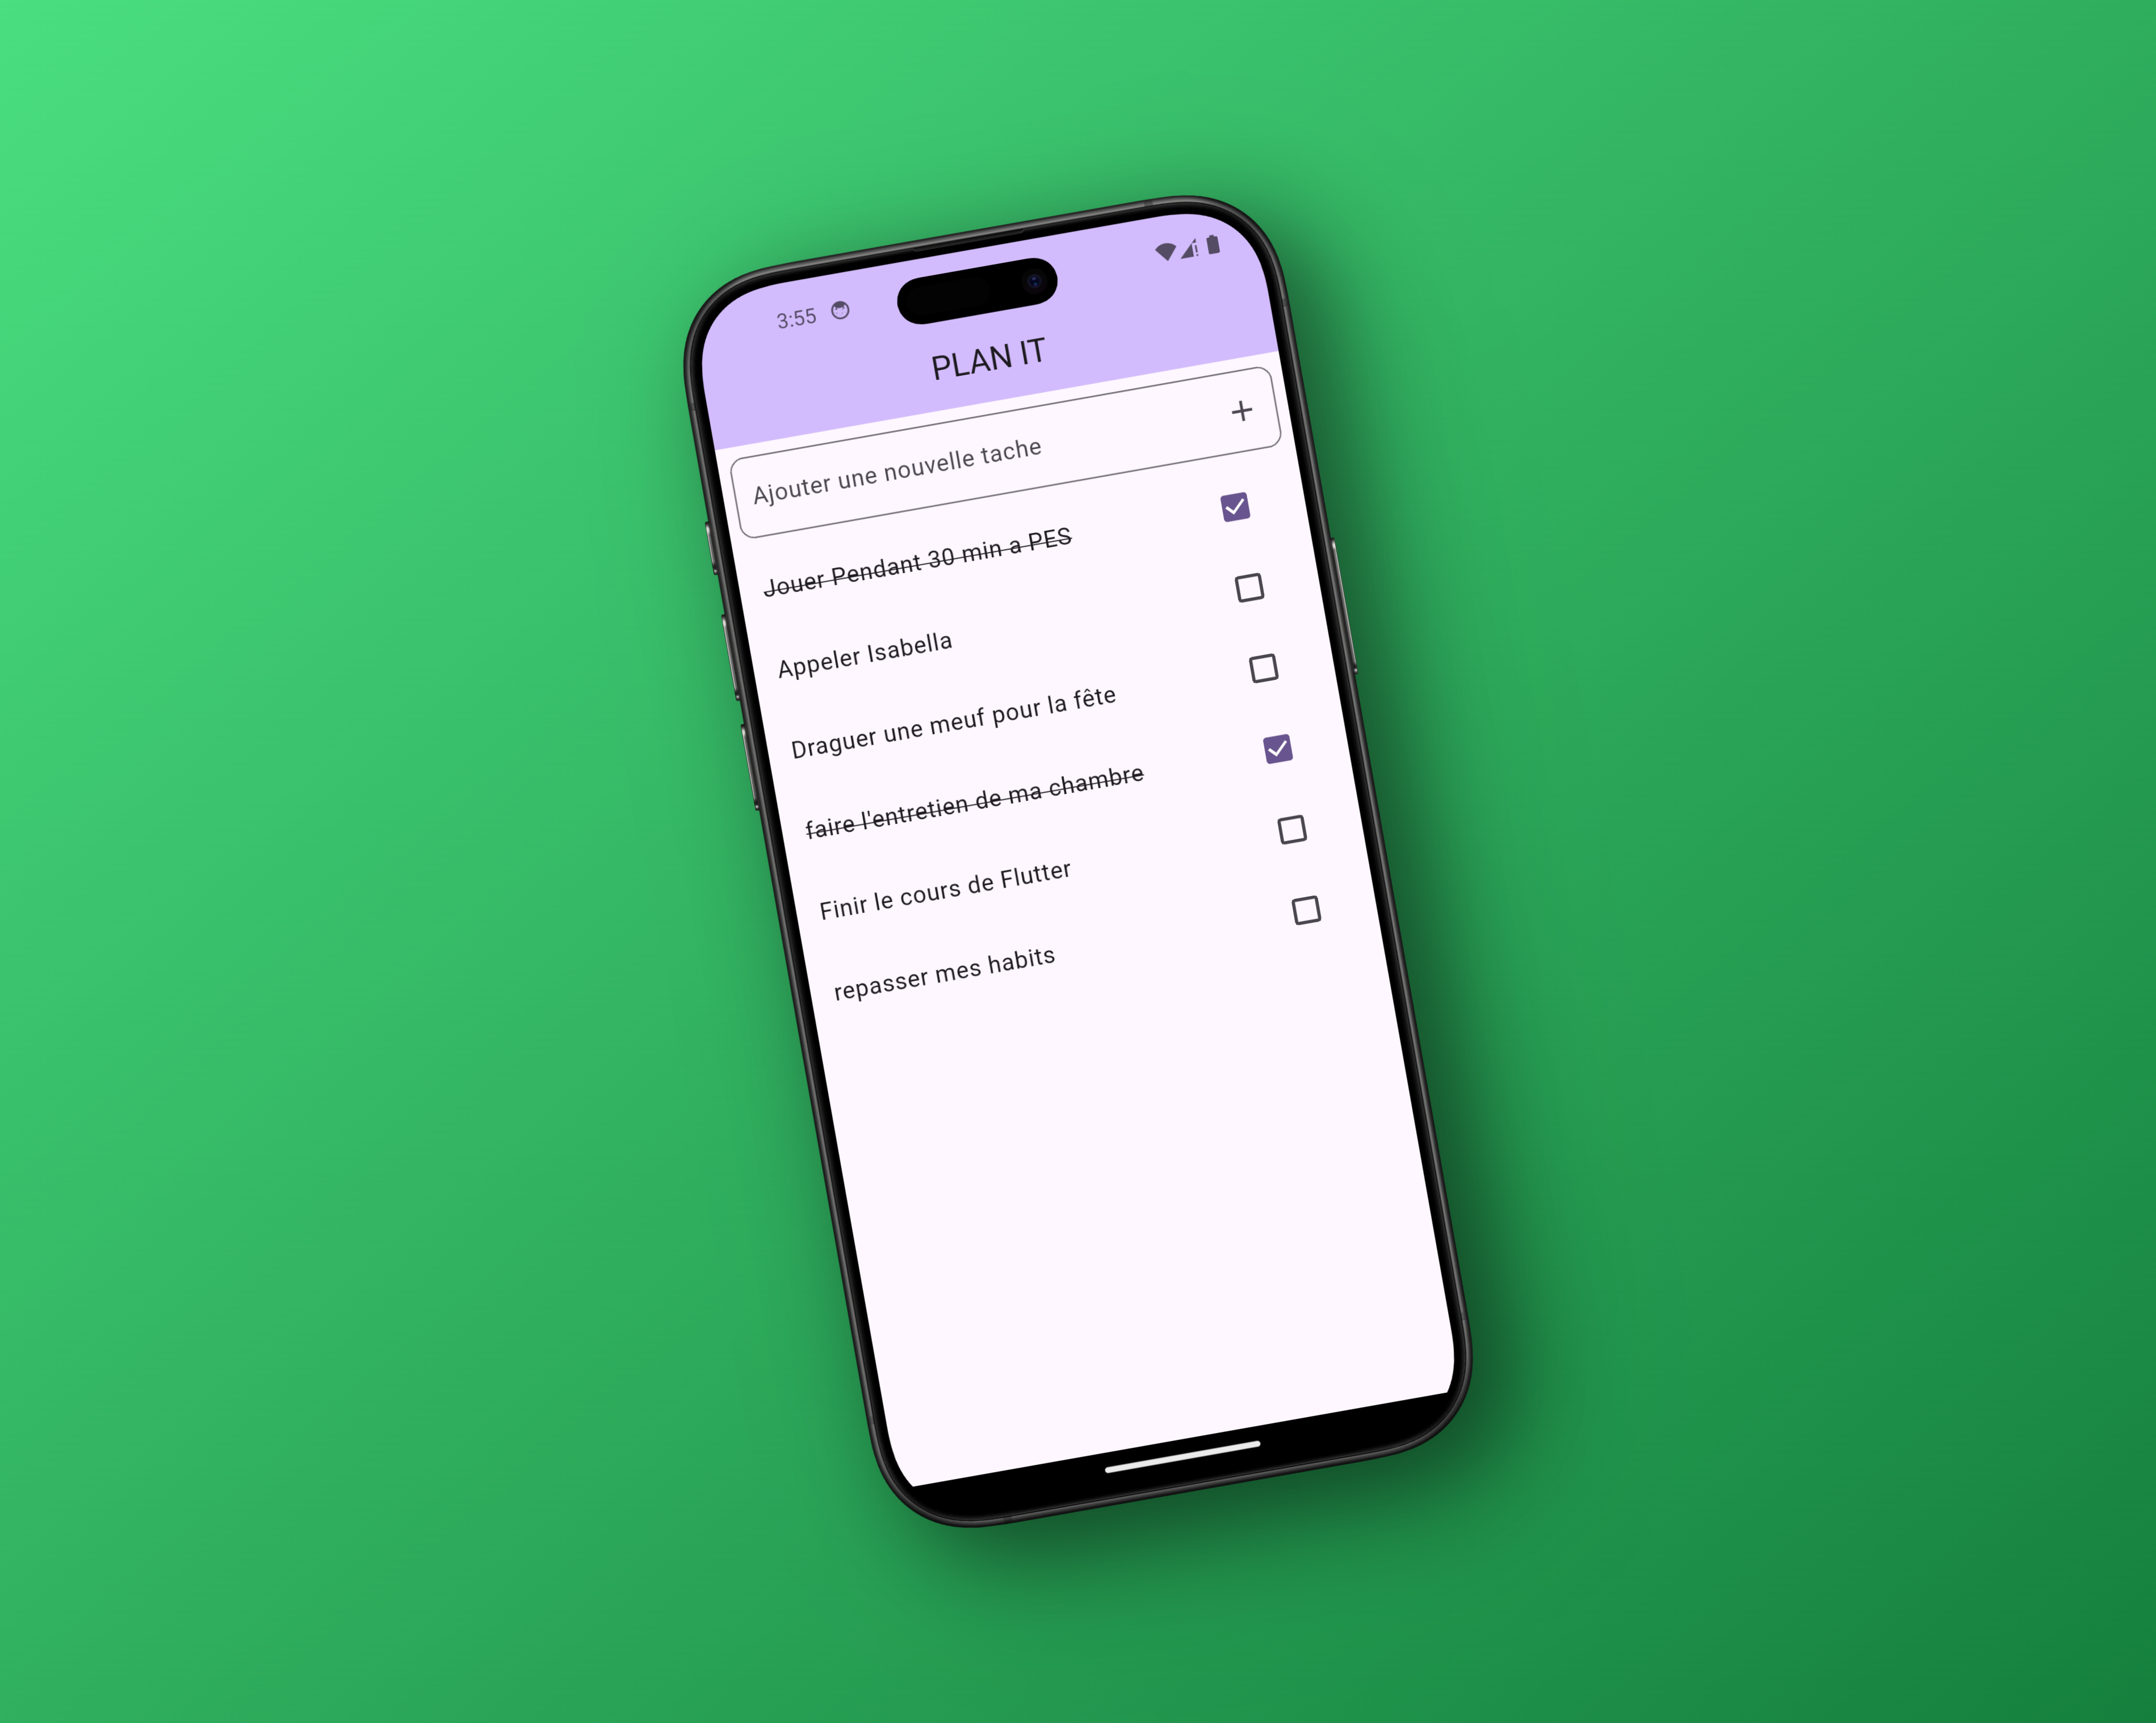 3:55
PLAN IT
Ajouter une nouvelle tache
Jouer Pendant 30 min a PES
Appeler Isabella
Draguer une meuf pour la fête
faire l'entretien de ma chambre
Finir le cours de Flutter
repasser mes habits